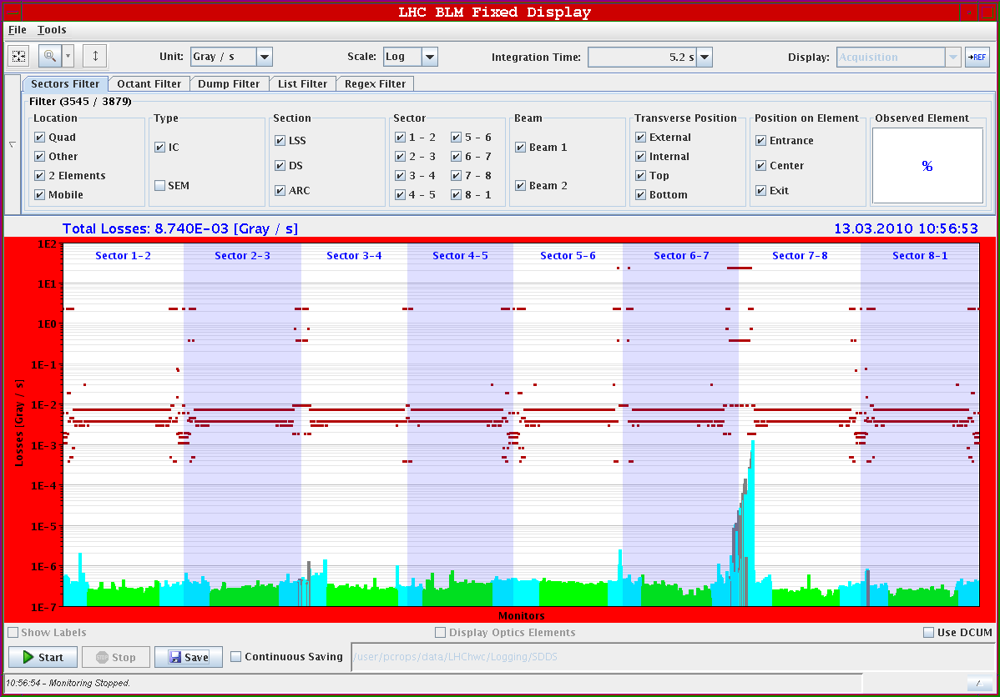 LHC BLM Fixed Display
File Tools
Unit: Gray / s Scale: Log Integration Time: 5.2 s Display: Acquisition →REF
Sectors Filter Octant Filter Dump Filter List Filter Regex Filter
Filter (3545 / 3879)
Location Type Section Sector Beam Transverse Position Position on Element Observed Element
Quad
Other
2 Elements
Mobile
IC
SEM
LSS
DS
ARC
1 - 2 5 - 6
2 - 3 6 - 7
3 - 4 7 - 8
4 - 5 8 - 1
Beam 1
Beam 2
External
Internal
Top
Bottom
Entrance
Center
Exit
%
Total Losses: 8.740E-03 [Gray / s] 13.03.2010 10:56:53
Sector 1-2 Sector 2-3 Sector 3-4 Sector 4-5 Sector 5-6 Sector 6-7 Sector 7-8 Sector 8-1
1E2
1E1
1E0
1E-1
1E-2
1E-3
1E-4
1E-5
1E-6
1E-7
Losses [Gray / s]
Monitors
Show Labels Display Optics Elements Use DCUM
Start STOP Stop Save Continuous Saving /user/pcrops/data/LHChwc/Logging/SDDS
10:56:54 - Monitoring Stopped.